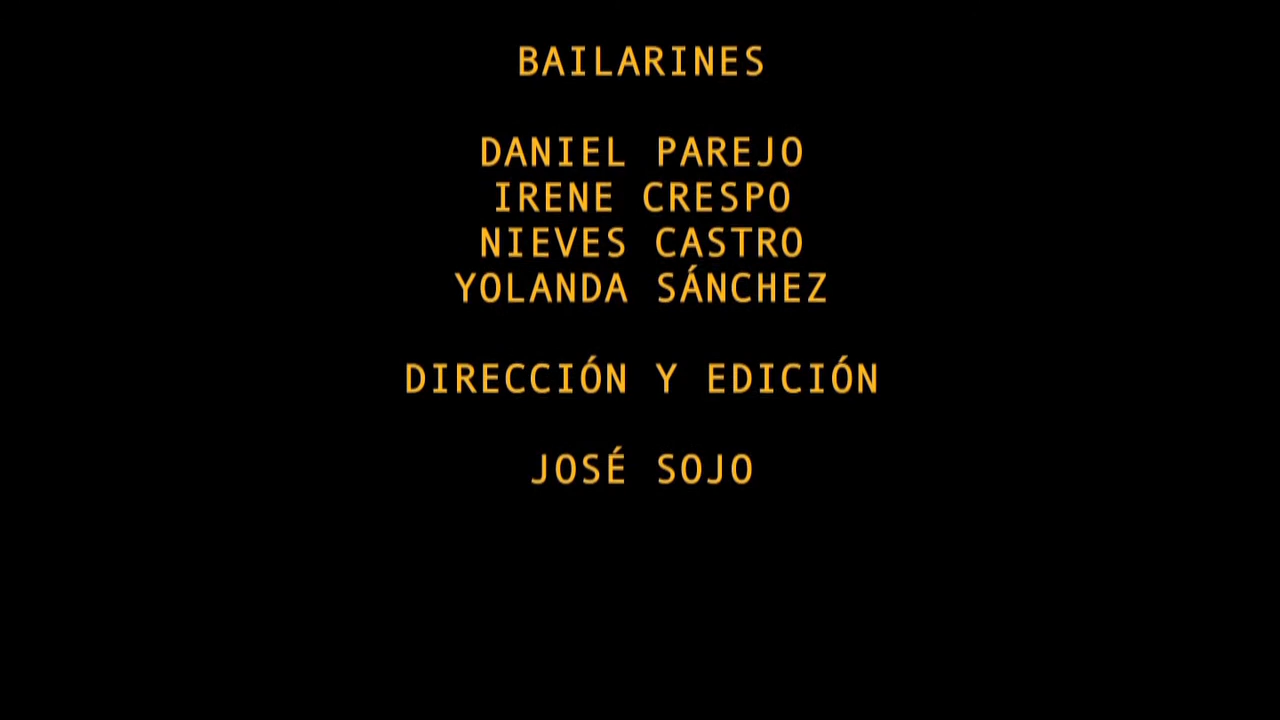 BAILARINES
DANIEL PAREJO
IRENE CRESPO
NIEVES CASTRO
YOLANDA SÁNCHEZ
DIRECCIÓN Y EDICIÓN
JOSÉ SOJO